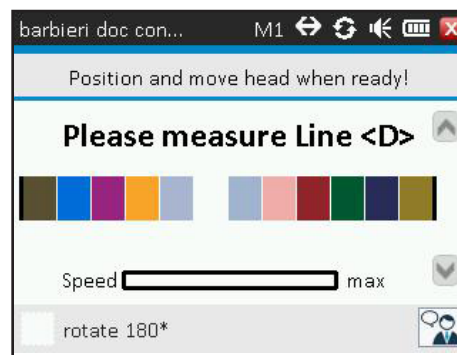 barbieri doc con... M1
Position and move head when ready!
Please measure Line <D>
Speed max
rotate 180*